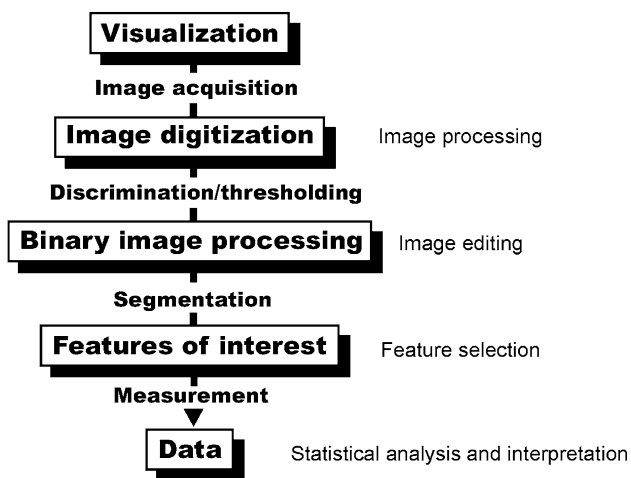 Visualization
Image acquisition
Image digitization
Image processing
Discrimination/thresholding
Binary image processing
Image editing
Segmentation
Features of interest
Feature selection
Measurement
Data
Statistical analysis and interpretation